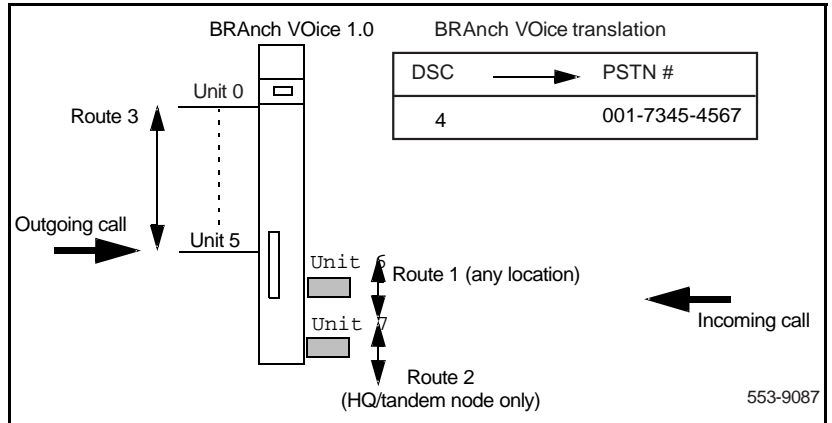 BRAnch VOice 1.0
BRAnch VOice translation
DSC
PSTN #
4
001-7345-4567
Unit 0
Route 3
Outgoing call
Unit 5
Unit 6
Route 1 (any location)
Unit 7
Incoming call
Route 2
(HQ/tandem node only)
553-9087